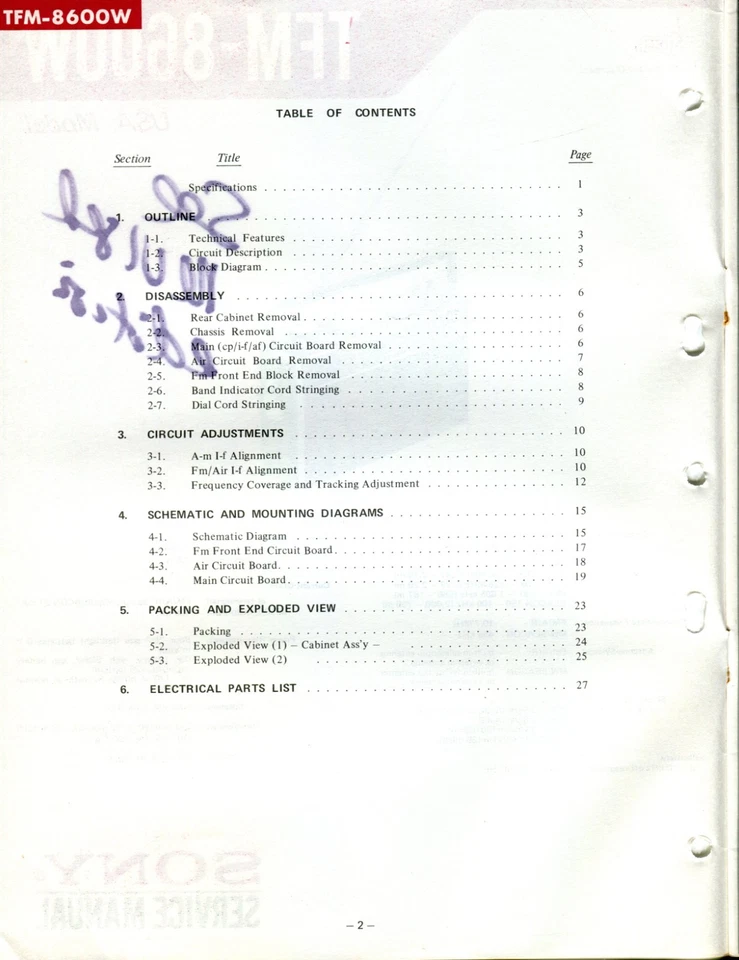 TFM-8600W
TFM-8600W
USA Model
TABLE OF CONTENTS
Section Title Page
Specifications . . . . . . . . . . . . . . . . . . . . . . . . . . . . . . 1
1. OUTLINE . . . . . . . . . . . . . . . . . . . . . . . . . . . . . . 3
1-1. Technical Features . . . . . . . . . . . . . . . . . . . . . . . . . . . . 3
1-2. Circuit Description . . . . . . . . . . . . . . . . . . . . . . . . . . . . 3
1-3. Block Diagram . . . . . . . . . . . . . . . . . . . . . . . . . . . . . . 5
2. DISASSEMBLY . . . . . . . . . . . . . . . . . . . . . . . . . . . . . . 6
2-1. Rear Cabinet Removal . . . . . . . . . . . . . . . . . . . . . . . . . . 6
2-2. Chassis Removal . . . . . . . . . . . . . . . . . . . . . . . . . . . . 6
2-3. Main (cp/i-f/af) Circuit Board Removal . . . . . . . . . . . . . . . . . . 6
2-4. Air Circuit Board Removal . . . . . . . . . . . . . . . . . . . . . . . 7
2-5. Fm Front End Block Removal . . . . . . . . . . . . . . . . . . . . . . 8
2-6. Band Indicator Cord Stringing . . . . . . . . . . . . . . . . . . . . . . 8
2-7. Dial Cord Stringing . . . . . . . . . . . . . . . . . . . . . . . . . . . 9
3. CIRCUIT ADJUSTMENTS . . . . . . . . . . . . . . . . . . . . . . . . . . 10
3-1. A-m I-f Alignment . . . . . . . . . . . . . . . . . . . . . . . . . . . 10
3-2. Fm/Air I-f Alignment . . . . . . . . . . . . . . . . . . . . . . . . . . 10
3-3. Frequency Coverage and Tracking Adjustment . . . . . . . . . . . . . . 12
4. SCHEMATIC AND MOUNTING DIAGRAMS . . . . . . . . . . . . . . . . . 15
4-1. Schematic Diagram . . . . . . . . . . . . . . . . . . . . . . . . . . . 15
4-2. Fm Front End Circuit Board . . . . . . . . . . . . . . . . . . . . . . . 17
4-3. Air Circuit Board . . . . . . . . . . . . . . . . . . . . . . . . . . . . 18
4-4. Main Circuit Board . . . . . . . . . . . . . . . . . . . . . . . . . . . 19
5. PACKING AND EXPLODED VIEW . . . . . . . . . . . . . . . . . . . . . 23
5-1. Packing . . . . . . . . . . . . . . . . . . . . . . . . . . . . . . . . 23
5-2. Exploded View (1) – Cabinet Ass'y – . . . . . . . . . . . . . . . . . 24
5-3. Exploded View (2) . . . . . . . . . . . . . . . . . . . . . . . . . 25
6. ELECTRICAL PARTS LIST . . . . . . . . . . . . . . . . . . . . . . . . . 27
SONY
SERVICE MANUAL
– 2 –